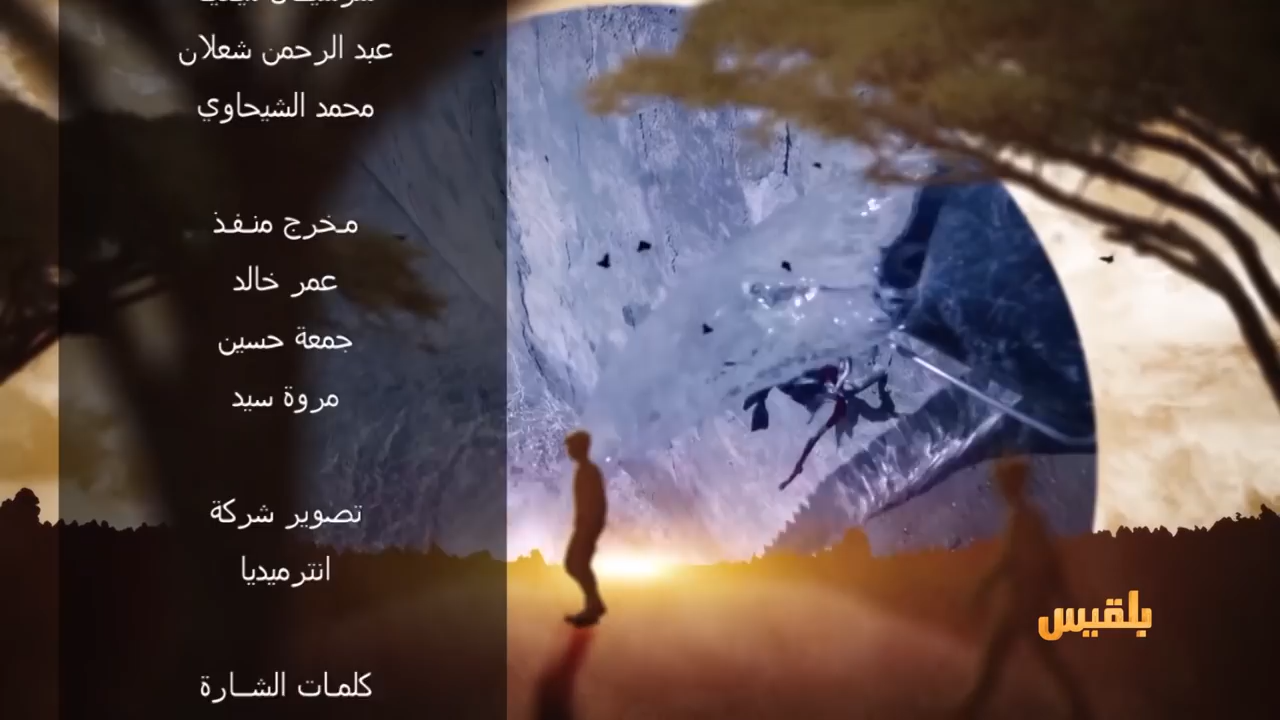 عبد الرحمن شعلان
محمد الشيحاوي
مخرج منفذ
عمر خالد
جمعة حسين
مروة سيد
تصوير شركة
انترميديا
كلمات الشارة
بلقيس